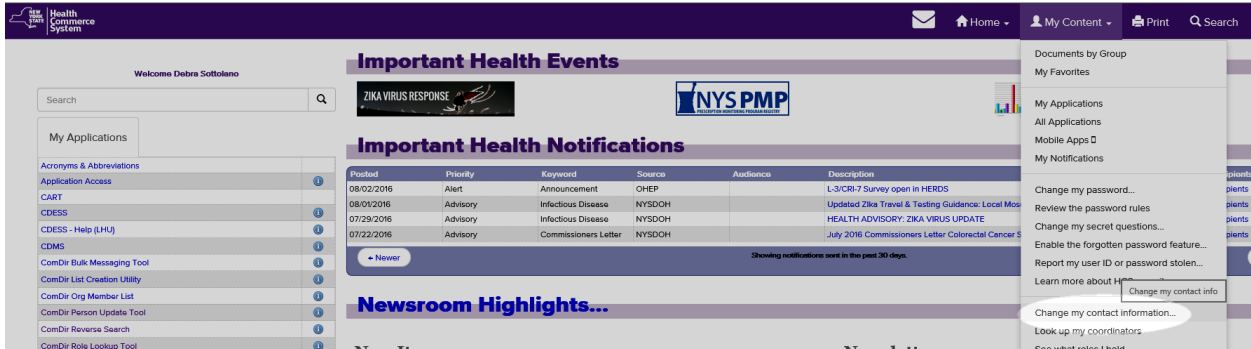 NEW YORK STATE
Health Commerce System
Home
My Content
Print
Search
Welcome Debra Sottolano
Search
My Applications
Acronyms & Abbreviations
Application Access
CART
CDESS
CDESS - Help (LHU)
CDMS
ComDir Bulk Messaging Tool
ComDir List Creation Utility
ComDir Org Member List
ComDir Person Update Tool
ComDir Reverse Search
ComDir Role Lookup Tool
Important Health Events
ZIKA VIRUS RESPONSE
NYS PMP
PRESCRIPTION MONITORING PROGRAM REGISTRY
Important Health Notifications
Posted Priority Keyword Source Audience Description
08/02/2016 Alert Announcement OHEP L-3/CRI-7 Survey open in HERDS
08/01/2016 Advisory Infectious Disease NYSDOH Updated Zika Travel & Testing Guidance: Local Mos
07/29/2016 Advisory Infectious Disease NYSDOH HEALTH ADVISORY: ZIKA VIRUS UPDATE
07/22/2016 Advisory Commissioners Letter NYSDOH July 2016 Commissioners Letter Colorectal Cancer S
Newer
Showing notifications sent in the past 30 days.
Newsroom Highlights...
Documents by Group
My Favorites
My Applications
All Applications
Mobile Apps
My Notifications
Change my password...
Review the password rules
Change my secret questions...
Enable the forgotten password feature...
Report my user ID or password stolen...
Learn more about
Change my contact info
Change my contact information...
Look up my coordinators
See what roles I hold